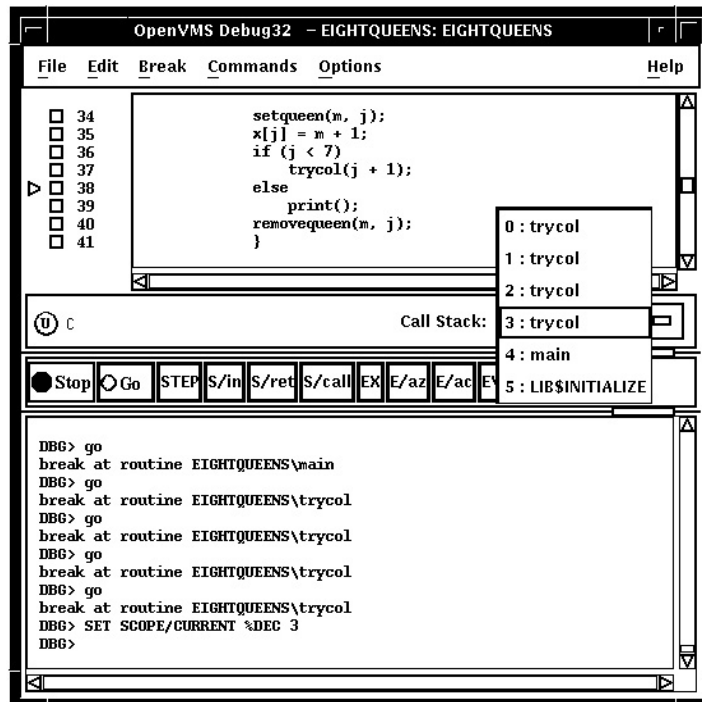 OpenVMS Debug32 – EIGHTQUEENS: EIGHTQUEENS
File Edit Break Commands Options Help
34 setqueen(m, j);
35 x[j] = m + 1;
36 if (j < 7)
37 trycol(j + 1);
38 else
39 print();
40 removequeen(m, j);
41 }
0 : trycol
1 : trycol
2 : trycol
3 : trycol
4 : main
5 : LIB$INITIALIZE
U C Call Stack:
Stop Go STEP S/in S/ret S/call EX E/az E/ac
DBG> go
break at routine EIGHTQUEENS\main
DBG> go
break at routine EIGHTQUEENS\trycol
DBG> go
break at routine EIGHTQUEENS\trycol
DBG> go
break at routine EIGHTQUEENS\trycol
DBG> go
break at routine EIGHTQUEENS\trycol
DBG> SET SCOPE/CURRENT %DEC 3
DBG>